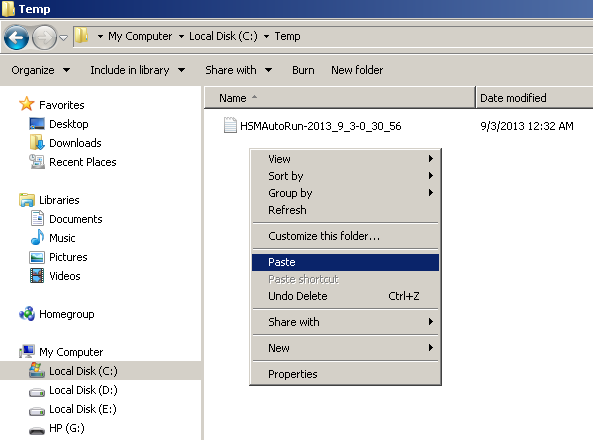 Temp
My Computer Local Disk (C:) Temp
Organize Include in library Share with Burn New folder
Name Date modified
Favorites
Desktop
Downloads
Recent Places
Libraries
Documents
Music
Pictures
Videos
Homegroup
My Computer
Local Disk (C:)
Local Disk (D:)
Local Disk (E:)
HP (G:)
HSMAutoRun-2013_9_3-0_30_56 9/3/2013 12:32 AM
View
Sort by
Group by
Refresh
Customize this folder...
Paste
Paste shortcut
Undo Delete Ctrl+Z
Share with
New
Properties